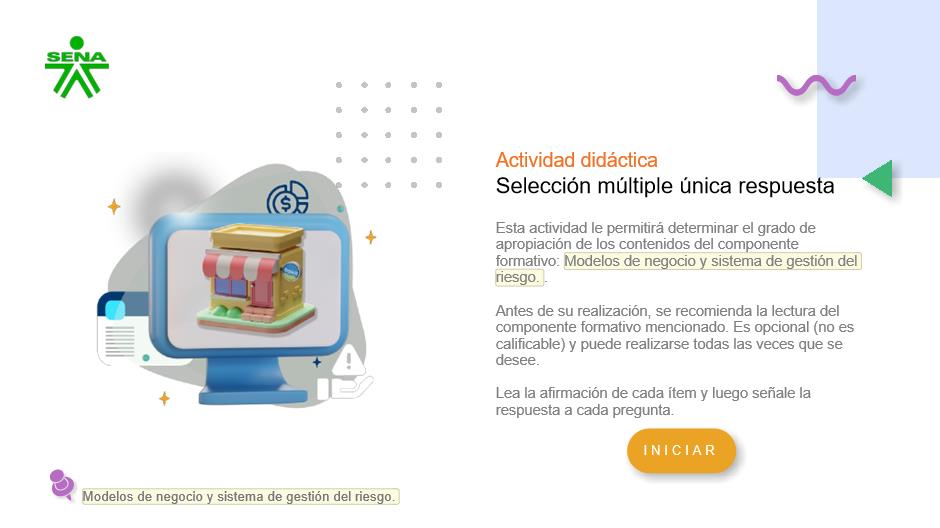 SENA
Actividad didáctica
Selección múltiple única respuesta
Esta actividad le permitirá determinar el grado de
apropiación de los contenidos del componente
formativo: Modelos de negocio y sistema de gestión del
riesgo. .
Antes de su realización, se recomienda la lectura del
componente formativo mencionado. Es opcional (no es
calificable) y puede realizarse todas las veces que se
desee.
Lea la afirmación de cada ítem y luego señale la
respuesta a cada pregunta.
INICIAR
Modelos de negocio y sistema de gestión del riesgo.